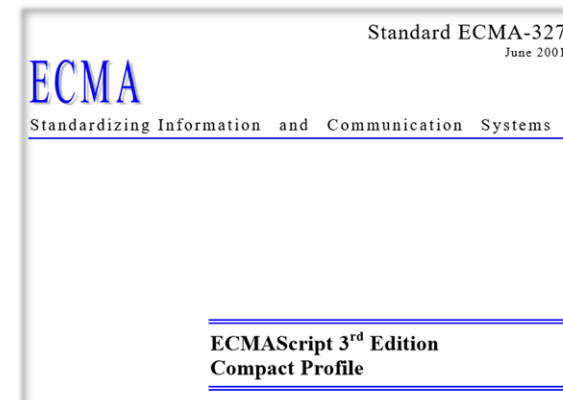 Standard ECMA-327
June 2001
ECMA
Standardizing Information and Communication Systems
ECMAScript 3rd Edition
Compact Profile